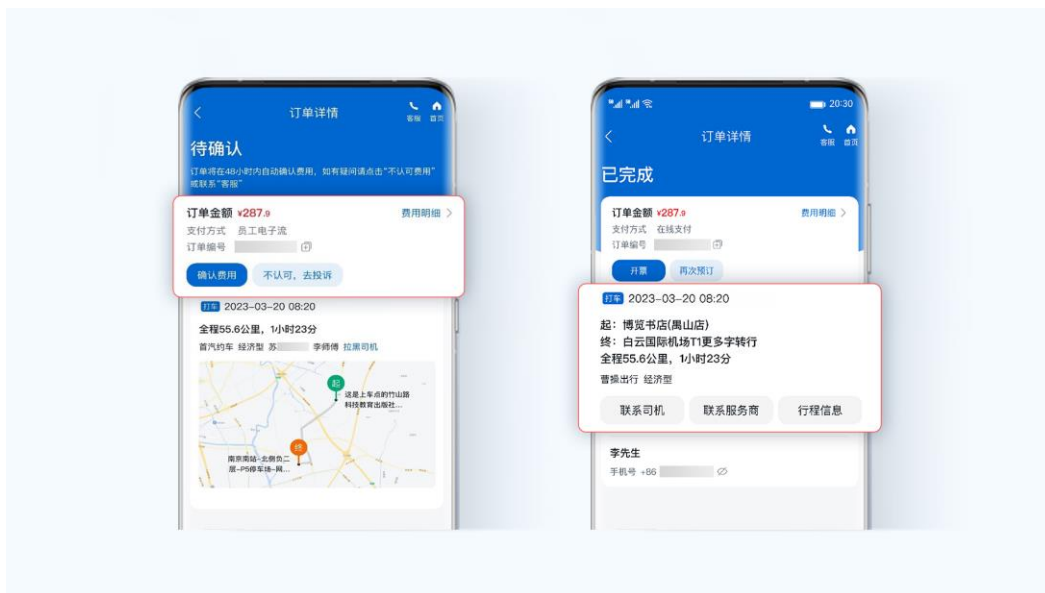 订单详情
客服 首页
待确认
订单将在48小时内自动确认费用，如有疑问请点击"不认可费用"
或联系"客服"
订单金额 ¥287.9 费用明细
支付方式 员工电子流
订单编号
确认费用 不认可，去投诉
打车 2023-03-20 08:20
全程55.6公里，1小时23分
首汽约车 经济型 苏 李师傅 拉黑司机
起
这是上车点的竹山路
科技教育出版社...
终
南京南站-北侧负二
层-P5停车场-网...
20:30
订单详情
客服 首页
已完成
订单金额 ¥287.9 费用明细
支付方式 在线支付
订单编号
开票 再次预订
打车 2023-03-20 08:20
起：博览书店(禺山店)
终：白云国际机场T1更多字转行
全程55.6公里，1小时23分
曹操出行 经济型
联系司机 联系服务商 行程信息
李先生
手机号 +86